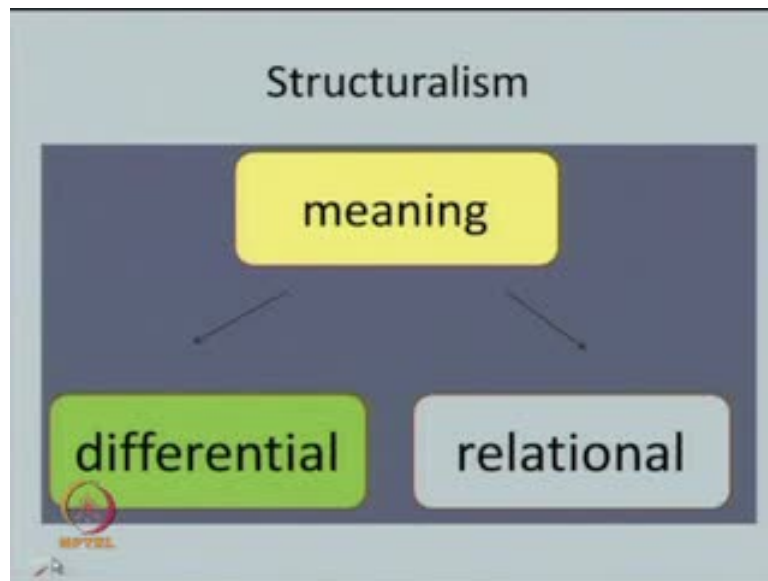 Structuralism
meaning
differential
relational
NPTEL